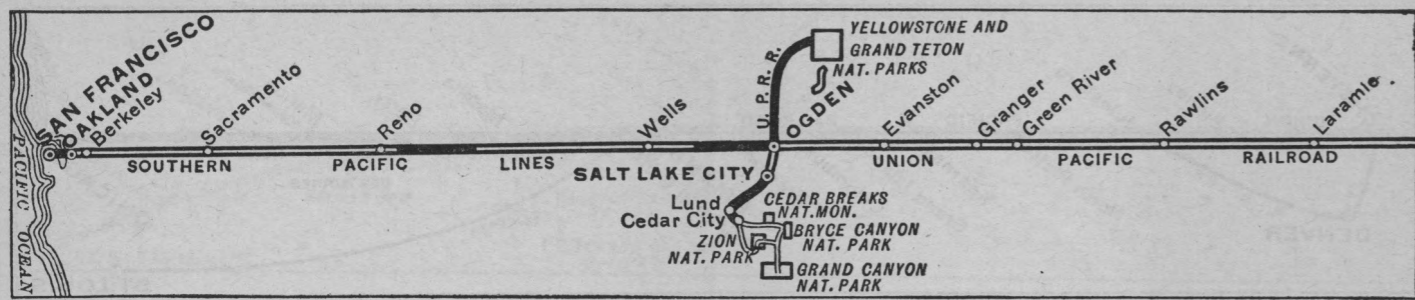 SAN FRANCISCO
OAKLAND
Berkeley
Sacramento
Reno
Wells
U. P. R. R.
OGDEN
YELLOWSTONE AND
GRAND TETON
NAT. PARKS
Evanston
Granger
Green River
Rawlins
Laramie
PACIFIC OCEAN
SOUTHERN PACIFIC LINES
UNION PACIFIC RAILROAD
SALT LAKE CITY
Lund
Cedar City
CEDAR BREAKS
NAT. MON.
BRYCE CANYON
NAT. PARK
ZION
NAT. PARK
GRAND CANYON
NAT. PARK